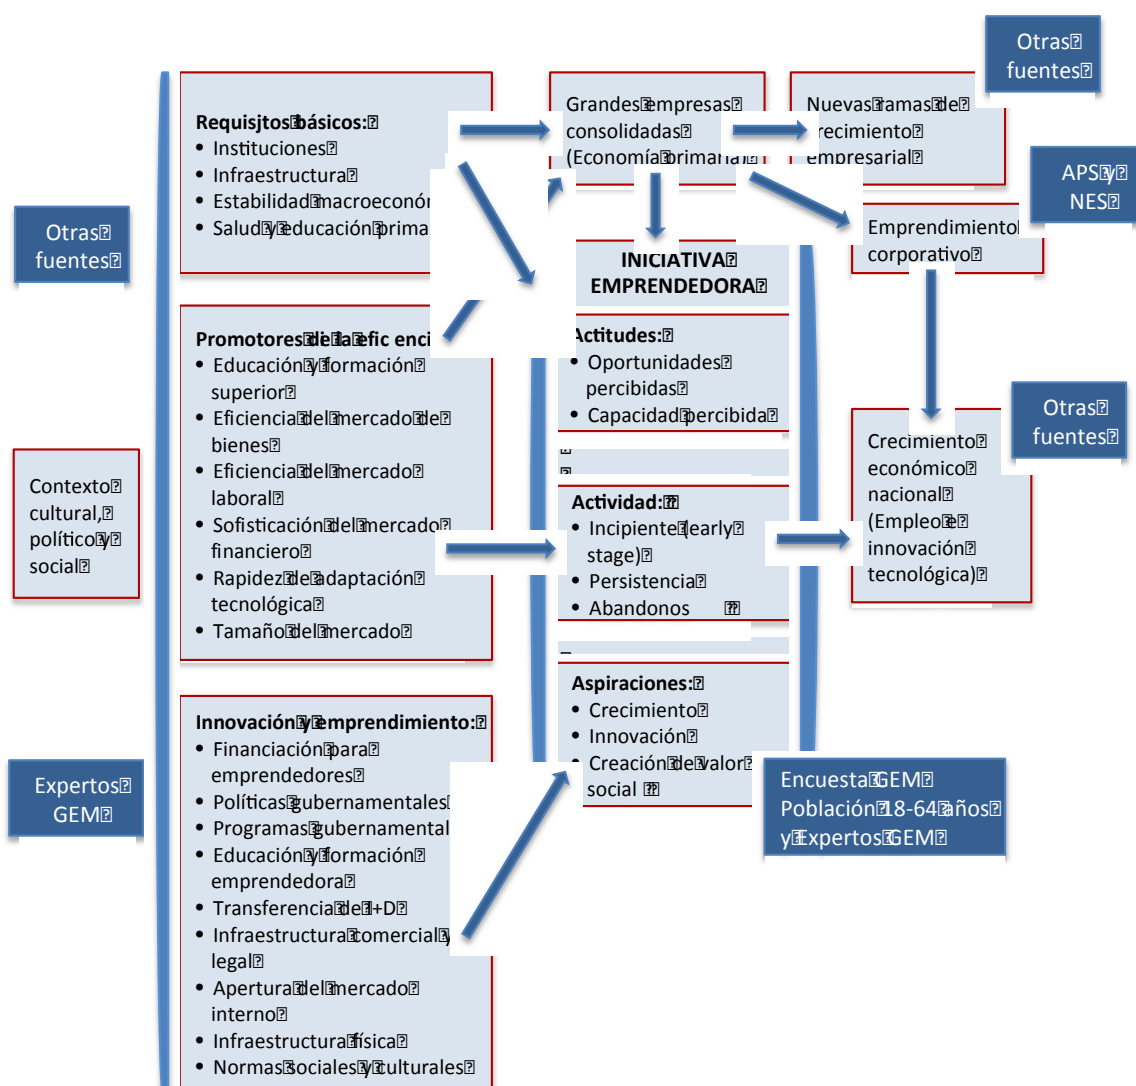 Otras
fuentes
Contexto
cultural,
político y
social
Expertos
GEM
Requisjtos básicos:
• Instituciones
• Infraestructura
• Estabilidad macroeconó
• Salud y educación prima
Promotores de la efic enci
• Educación y formación
superior
• Eficiencia del mercado de
bienes
• Eficiencia del mercado
laboral
• Sofisticación del mercado
financiero
• Rapidez de adaptación
tecnológica
• Tamaño del mercado
Innovación y emprendimiento:
• Financiación para
emprendedores
• Políticas gubernamentales
• Programas gubernamental
• Educación y formación
emprendedora
• Transferencia de I+D
• Infraestructura comercial y
legal
• Apertura del mercado
interno
• Infraestructura física
• Normas sociales y culturales
Grandes empresas
consolidadas
(Economía primaria)
INICIATIVA
EMPRENDEDORA
Actitudes:
• Oportunidades
percibidas
• Capacidad percibida
Actividad:
• Incipiente (early
stage)
• Persistencia
• Abandonos
Aspiraciones:
• Crecimiento
• Innovación
• Creación de valor
social
Nuevas ramas de
crecimiento
empresarial
Otras
fuentes
APS y
NES
Emprendimiento
corporativo
Otras
fuentes
Crecimiento
económico
nacional
(Empleo e
innovación
tecnológica)
Encuesta GEM
Población 18-64 años
y Expertos GEM